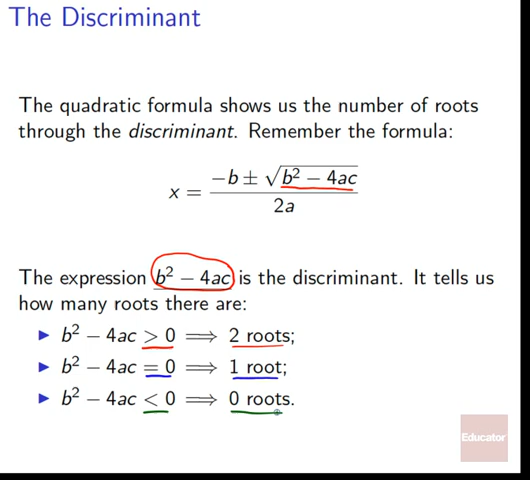 The Discriminant
The quadratic formula shows us the number of roots
through the discriminant. Remember the formula:
x = −b ± √b² − 4ac / 2a
The expression b² − 4ac is the discriminant. It tells us
how many roots there are:
▶ b² − 4ac > 0 ⟹ 2 roots;
▶ b² − 4ac = 0 ⟹ 1 root;
▶ b² − 4ac < 0 ⟹ 0 roots.
Educator